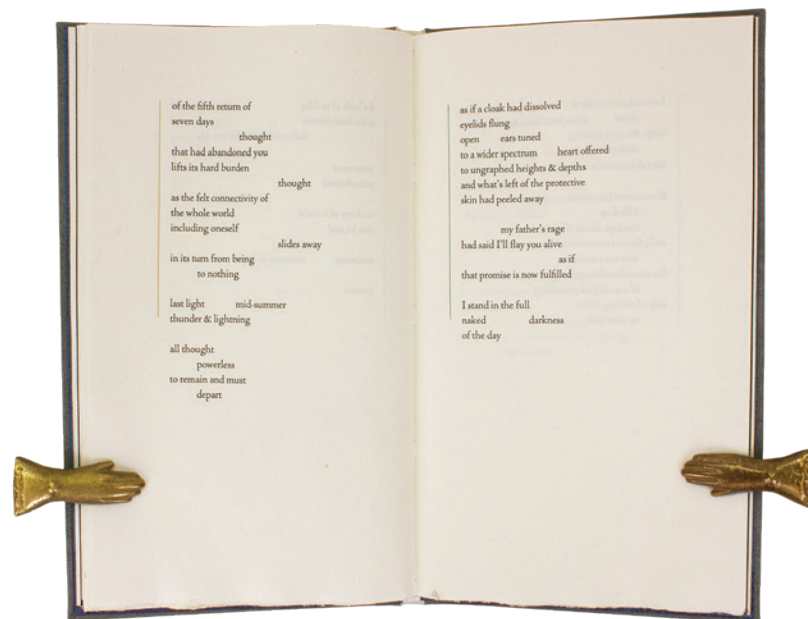 of the fifth return of
seven days
thought
that had abandoned you
lifts its hard burden
thought
as the felt connectivity of
the whole world
including oneself
slides away
in its turn from being
to nothing
last light mid-summer
thunder & lightning
all thought
powerless
to remain and must
depart
as if a cloak had dissolved
eyelids flung
open ears tuned
to a wider spectrum heart offered
to ungraphed heights & depths
and what's left of the protective
skin had peeled away
my father's rage
had said I'll flay you alive
as if
that promise is now fulfilled
I stand in the full
naked darkness
of the day